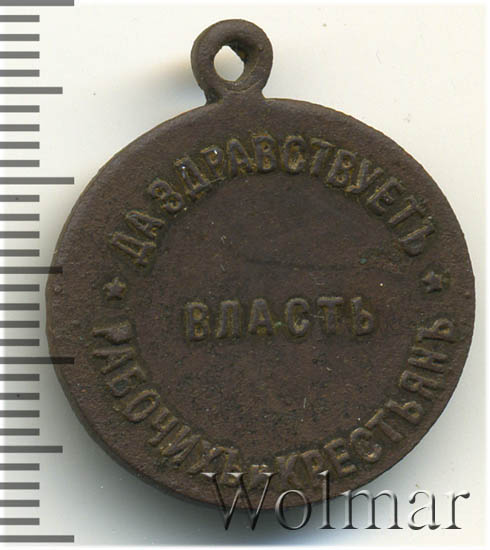 ДА ЗДРАВСТВУЕТЪ
ВЛАСТЬ
РАБОЧИХЪ И КРЕСТЬЯНЪ
Wolmar